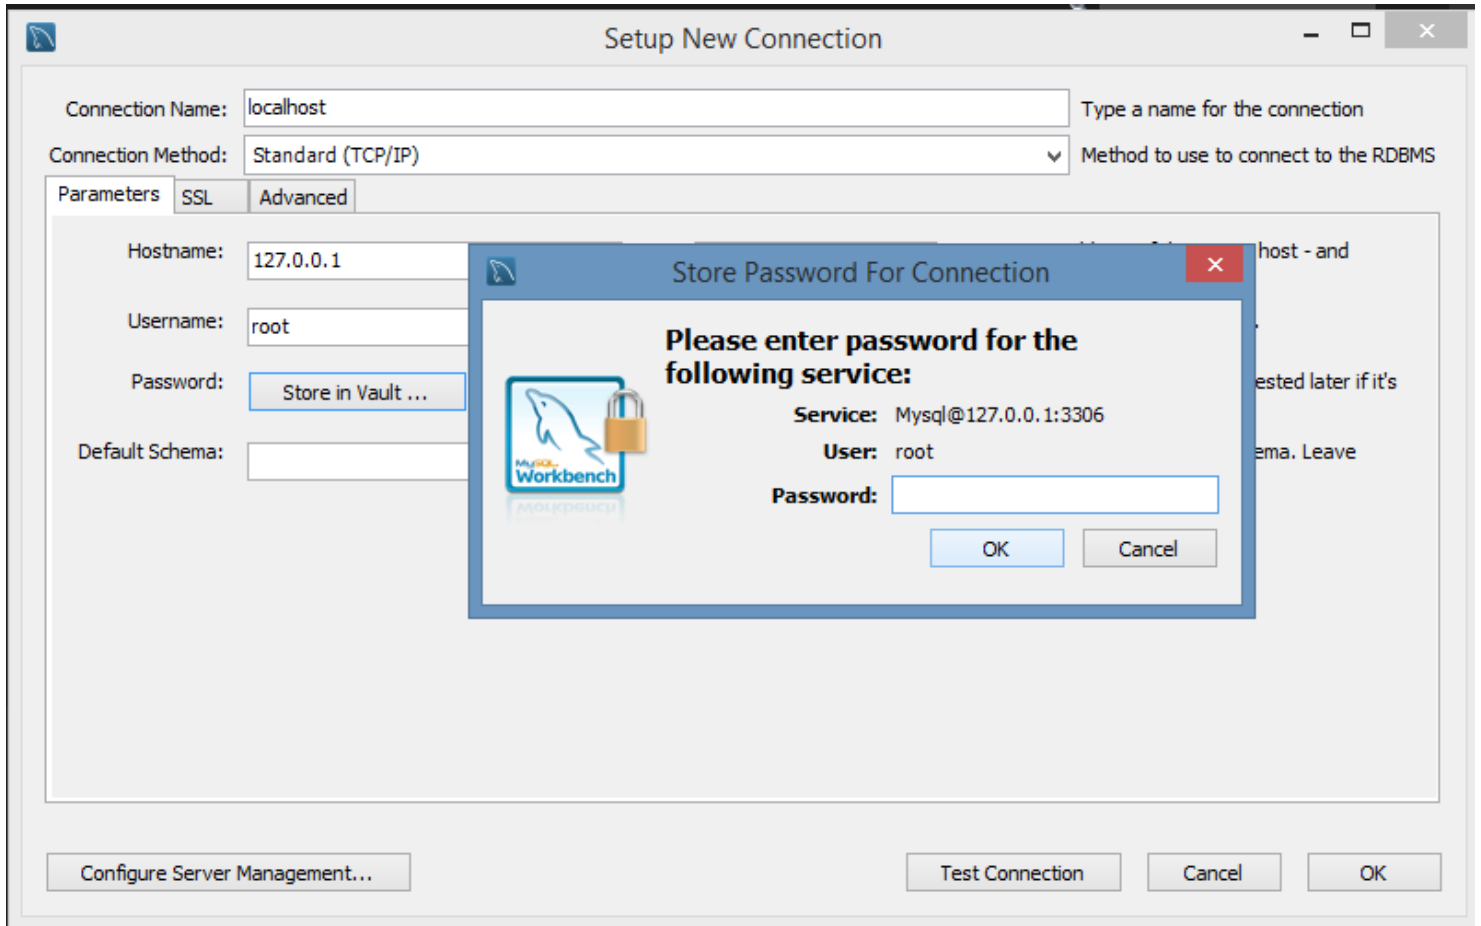 Setup New Connection
Connection Name: localhost Type a name for the connection
Connection Method: Standard (TCP/IP) Method to use to connect to the RDBMS
Parameters SSL Advanced
Hostname: 127.0.0.1 host - and
Username: root
Password: Store in Vault ... ested later if it's
Default Schema: ema. Leave
Store Password For Connection
Please enter password for the
following service:
Service: Mysql@127.0.0.1:3306
User: root
Password:
MySQL
Workbench
OK Cancel
Configure Server Management... Test Connection Cancel OK